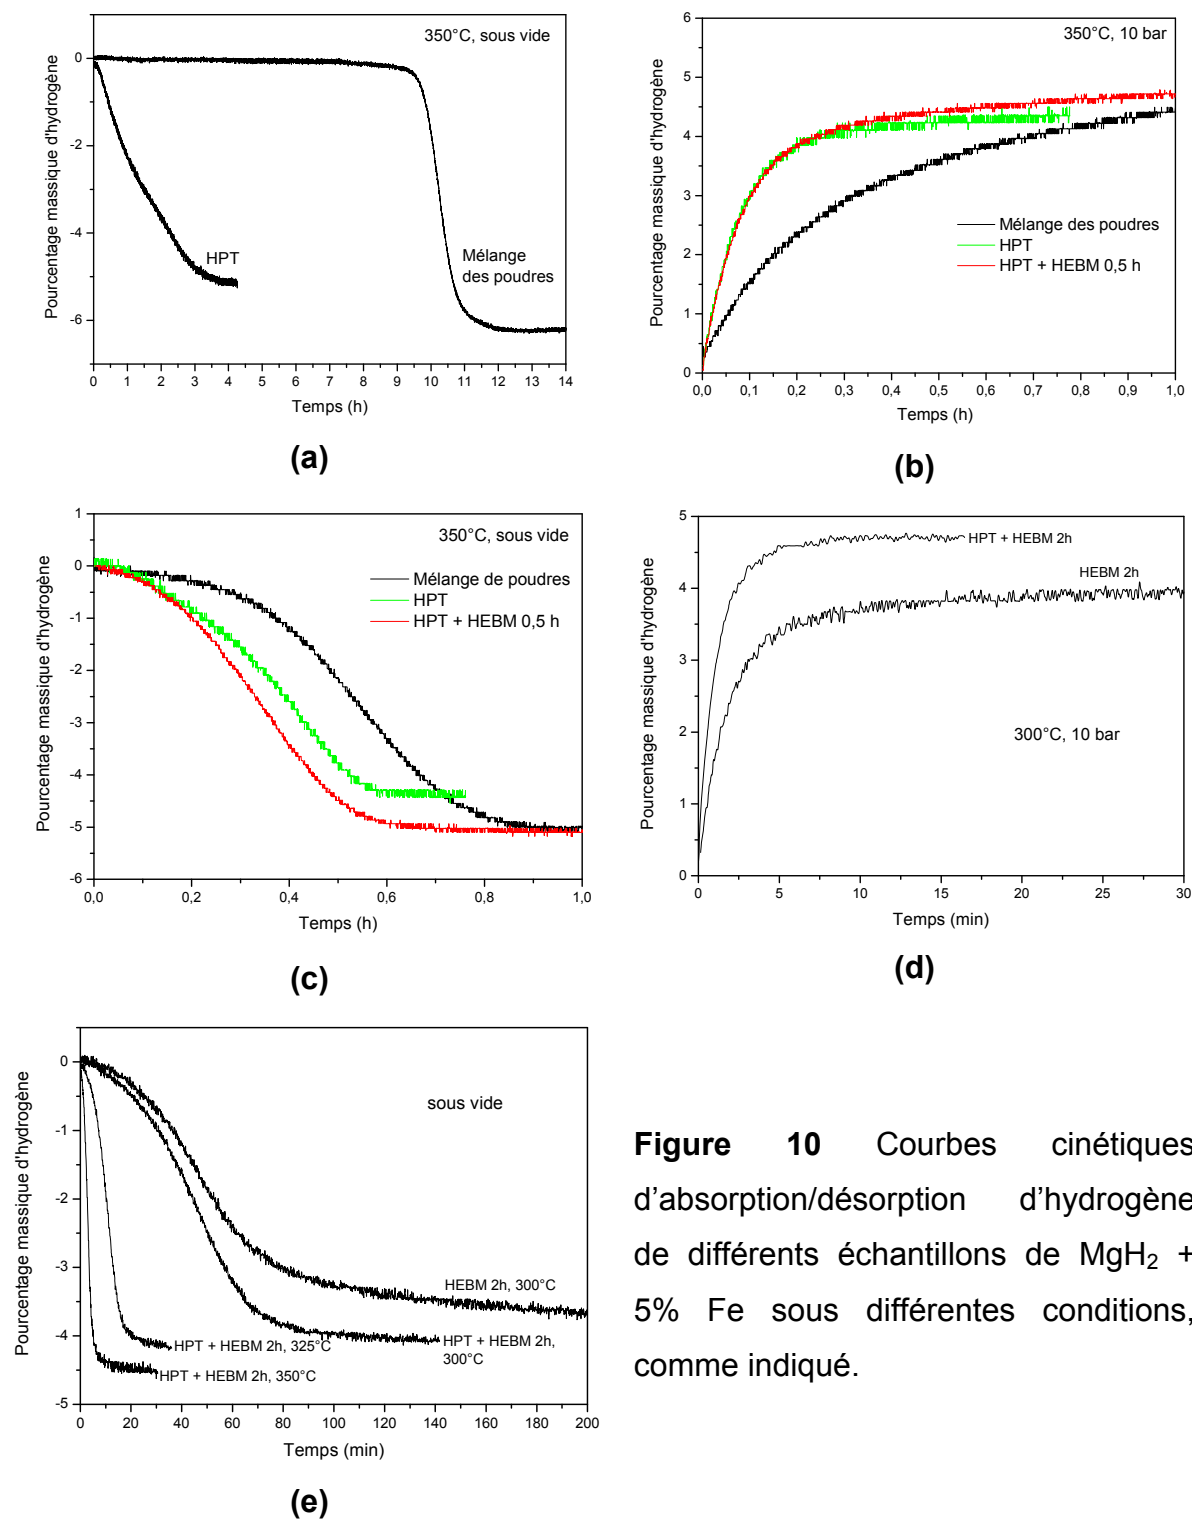 350°C, sous vide
Pourcentage massique d'hydrogène
0
-2
-4
-6
HPT
Mélange
des poudres
0 1 2 3 4 5 6 7 8 9 10 11 12 13 14
Temps (h)
(a)
350°C, 10 bar
Pourcentage massique d'hydrogène
6
5
4
3
2
1
0
Mélange des poudres
HPT
HPT + HEBM 0,5 h
0,0 0,1 0,2 0,3 0,4 0,5 0,6 0,7 0,8 0,9 1,0
Temps (h)
(b)
350°C, sous vide
Pourcentage massique d'hydrogène
1
0
-1
-2
-3
-4
-5
-6
Mélange de poudres
HPT
HPT + HEBM 0,5 h
0,0 0,2 0,4 0,6 0,8 1,0
Temps (h)
(c)
Pourcentage massique d'hydrogène
5
4
3
2
1
0
HPT + HEBM 2h
HEBM 2h
300°C, 10 bar
0 5 10 15 20 25 30
Temps (min)
(d)
Pourcentage massique d'hydrogène
0
-1
-2
-3
-4
-5
sous vide
HEBM 2h, 300°C
HPT + HEBM 2h, 325°C
HPT + HEBM 2h,
300°C
HPT + HEBM 2h, 350°C
0 20 40 60 80 100 120 140 160 180 200
Temps (min)
(e)
Figure 10 Courbes cinétiques
d'absorption/désorption d'hydrogène
de différents échantillons de MgH₂ +
5% Fe sous différentes conditions,
comme indiqué.